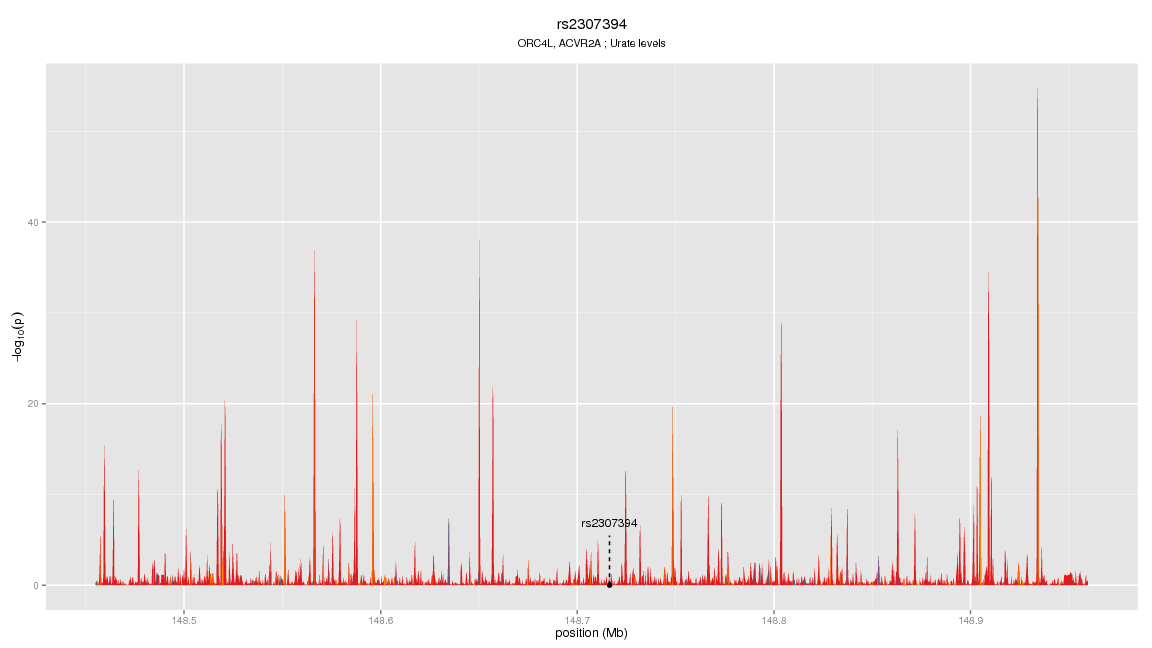 rs2307394
ORC4L, ACVR2A ; Urate levels
−log10(p)
40
20
0
rs2307394
148.5 148.6 148.7 148.8 148.9
position (Mb)